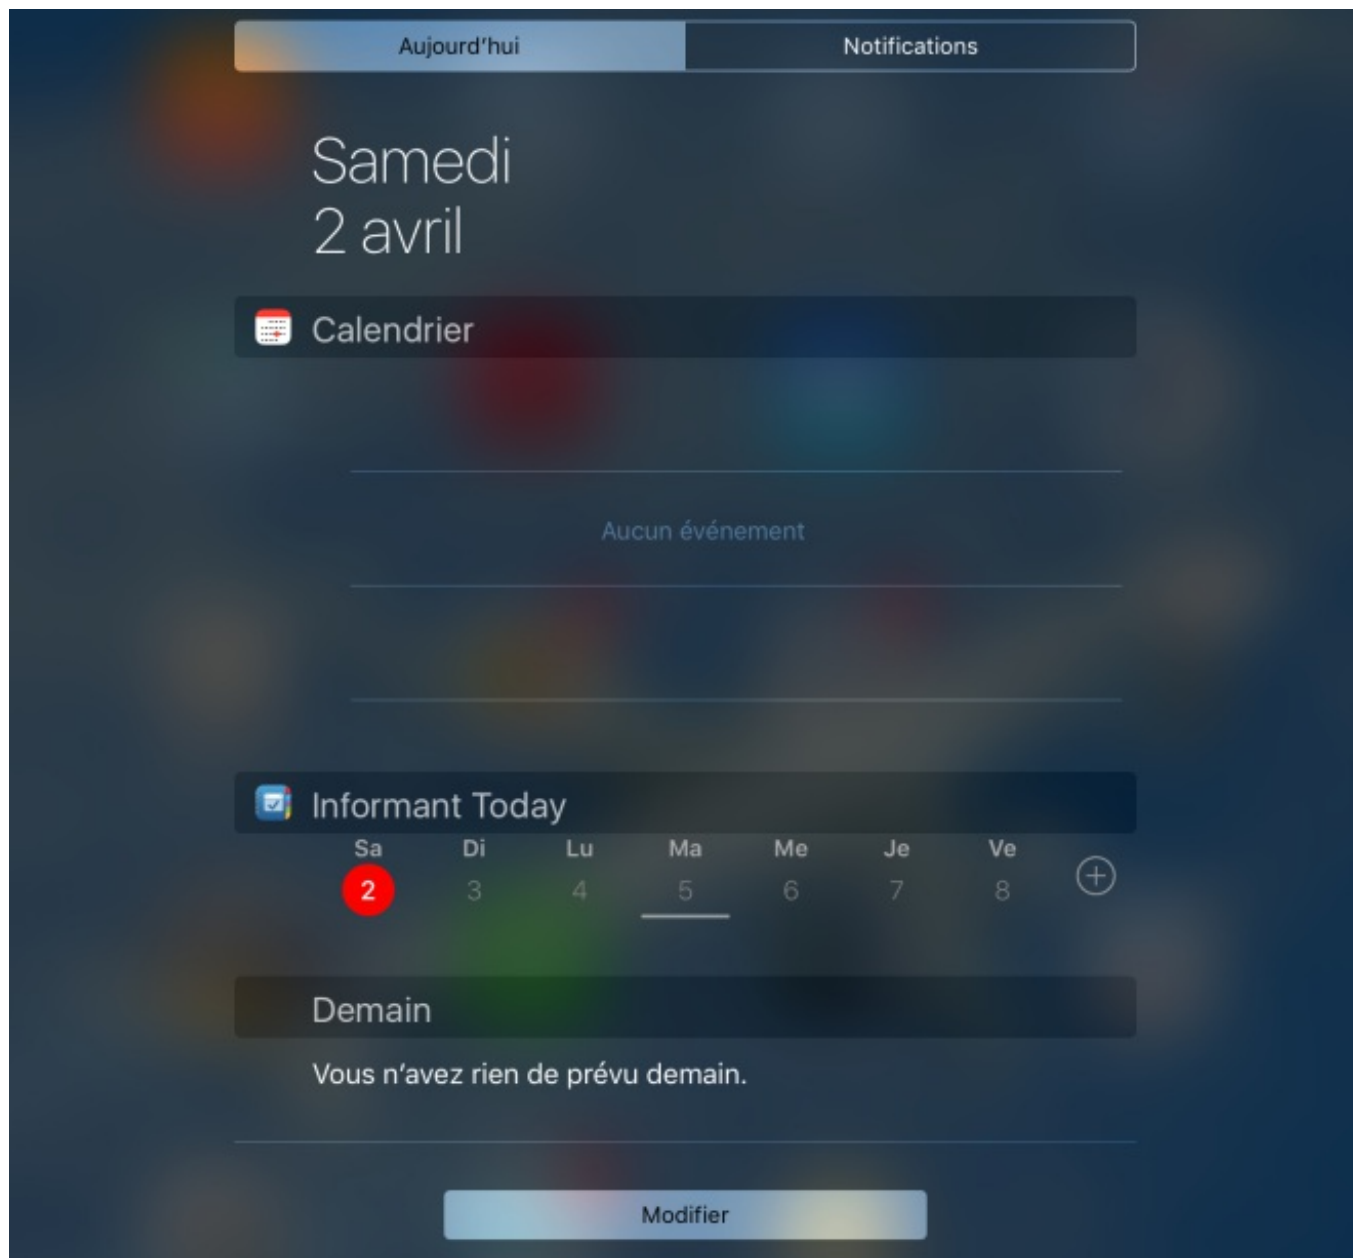 Aujourd’hui Notifications
Samedi
2 avril
Calendrier
Aucun événement
Informant Today
Sa Di Lu Ma Me Je Ve
2 3 4 5 6 7 8
Demain
Vous n’avez rien de prévu demain.
Modifier